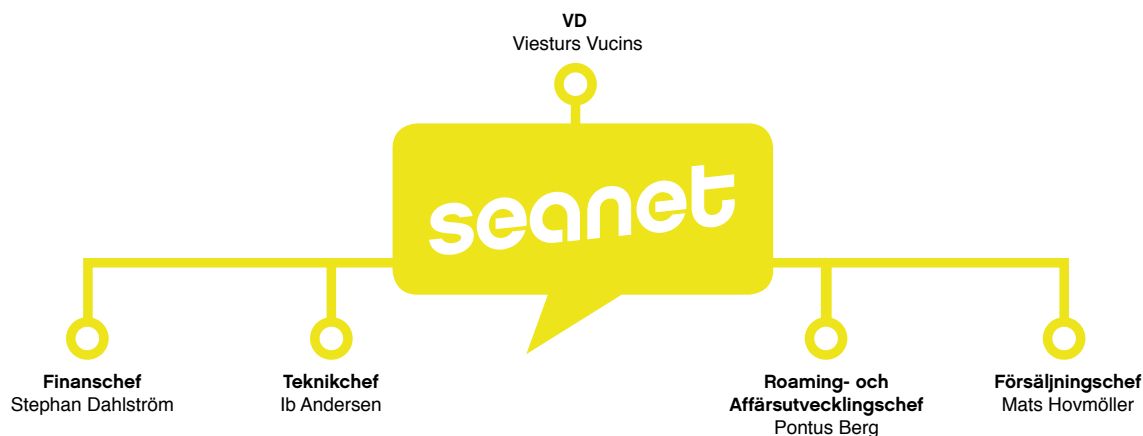 VD
Viesturs Vucins
seanet
Finanschef
Stephan Dahlström
Teknikchef
Ib Andersen
Roaming- och
Affärsutvecklingschef
Pontus Berg
Försäljningschef
Mats Hovmöller